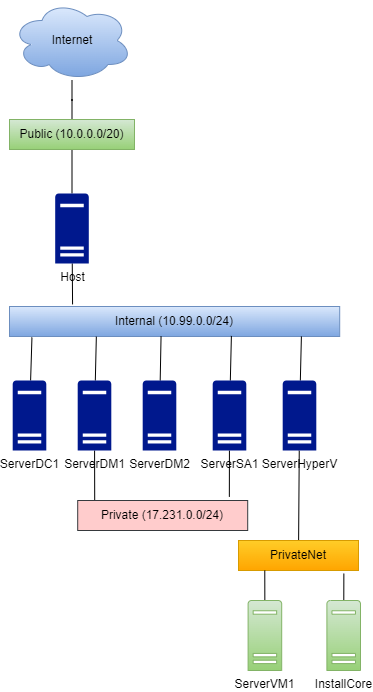 Internet
Public (10.0.0.0/20)
Host
Internal (10.99.0.0/24)
ServerDC1
ServerDM1
ServerDM2
ServerSA1
ServerHyperV
Private (17.231.0.0/24)
PrivateNet
ServerVM1
InstallCore